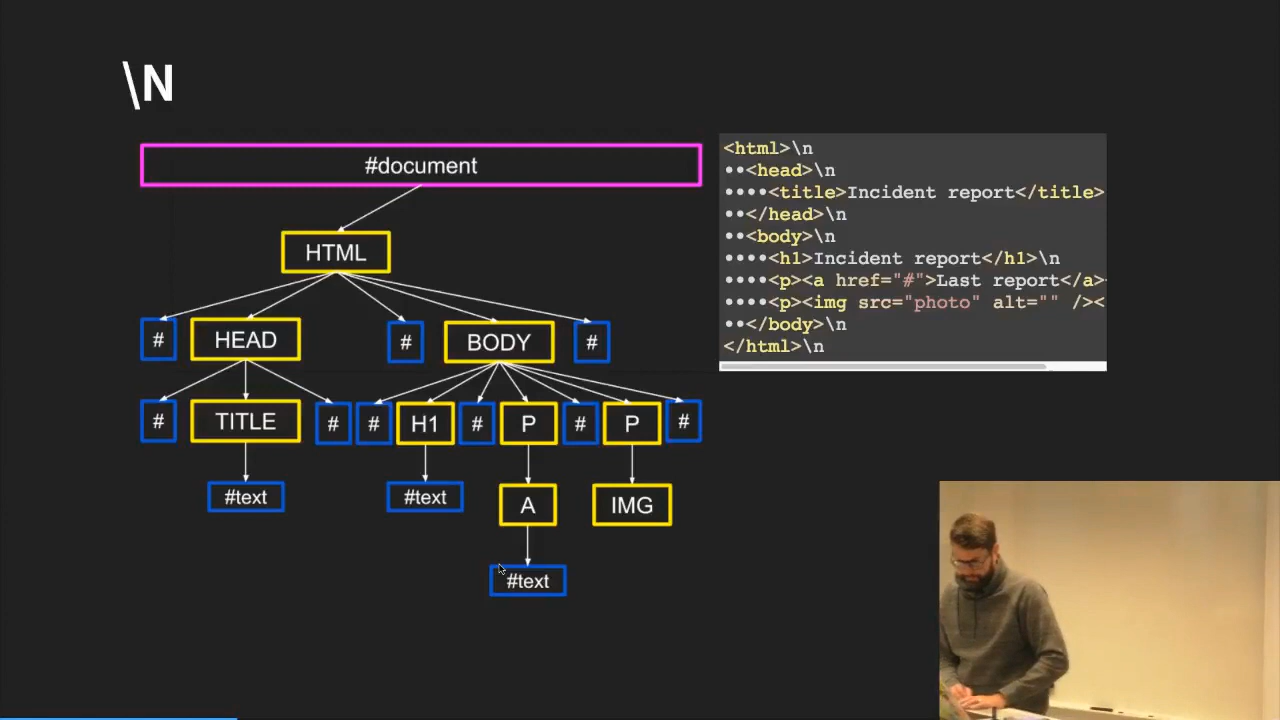 \N
#document
HTML
# HEAD # BODY #
# TITLE # # H1 # P # P #
#text #text A IMG
#text
<html>\n
••<head>\n
••••<title>Incident report</title>
••</head>\n
••<body>\n
••••<h1>Incident report</h1>\n
••••<p><a href="#">Last report</a>
••••<p><img src="photo" alt="" /><
••</body>\n
</html>\n